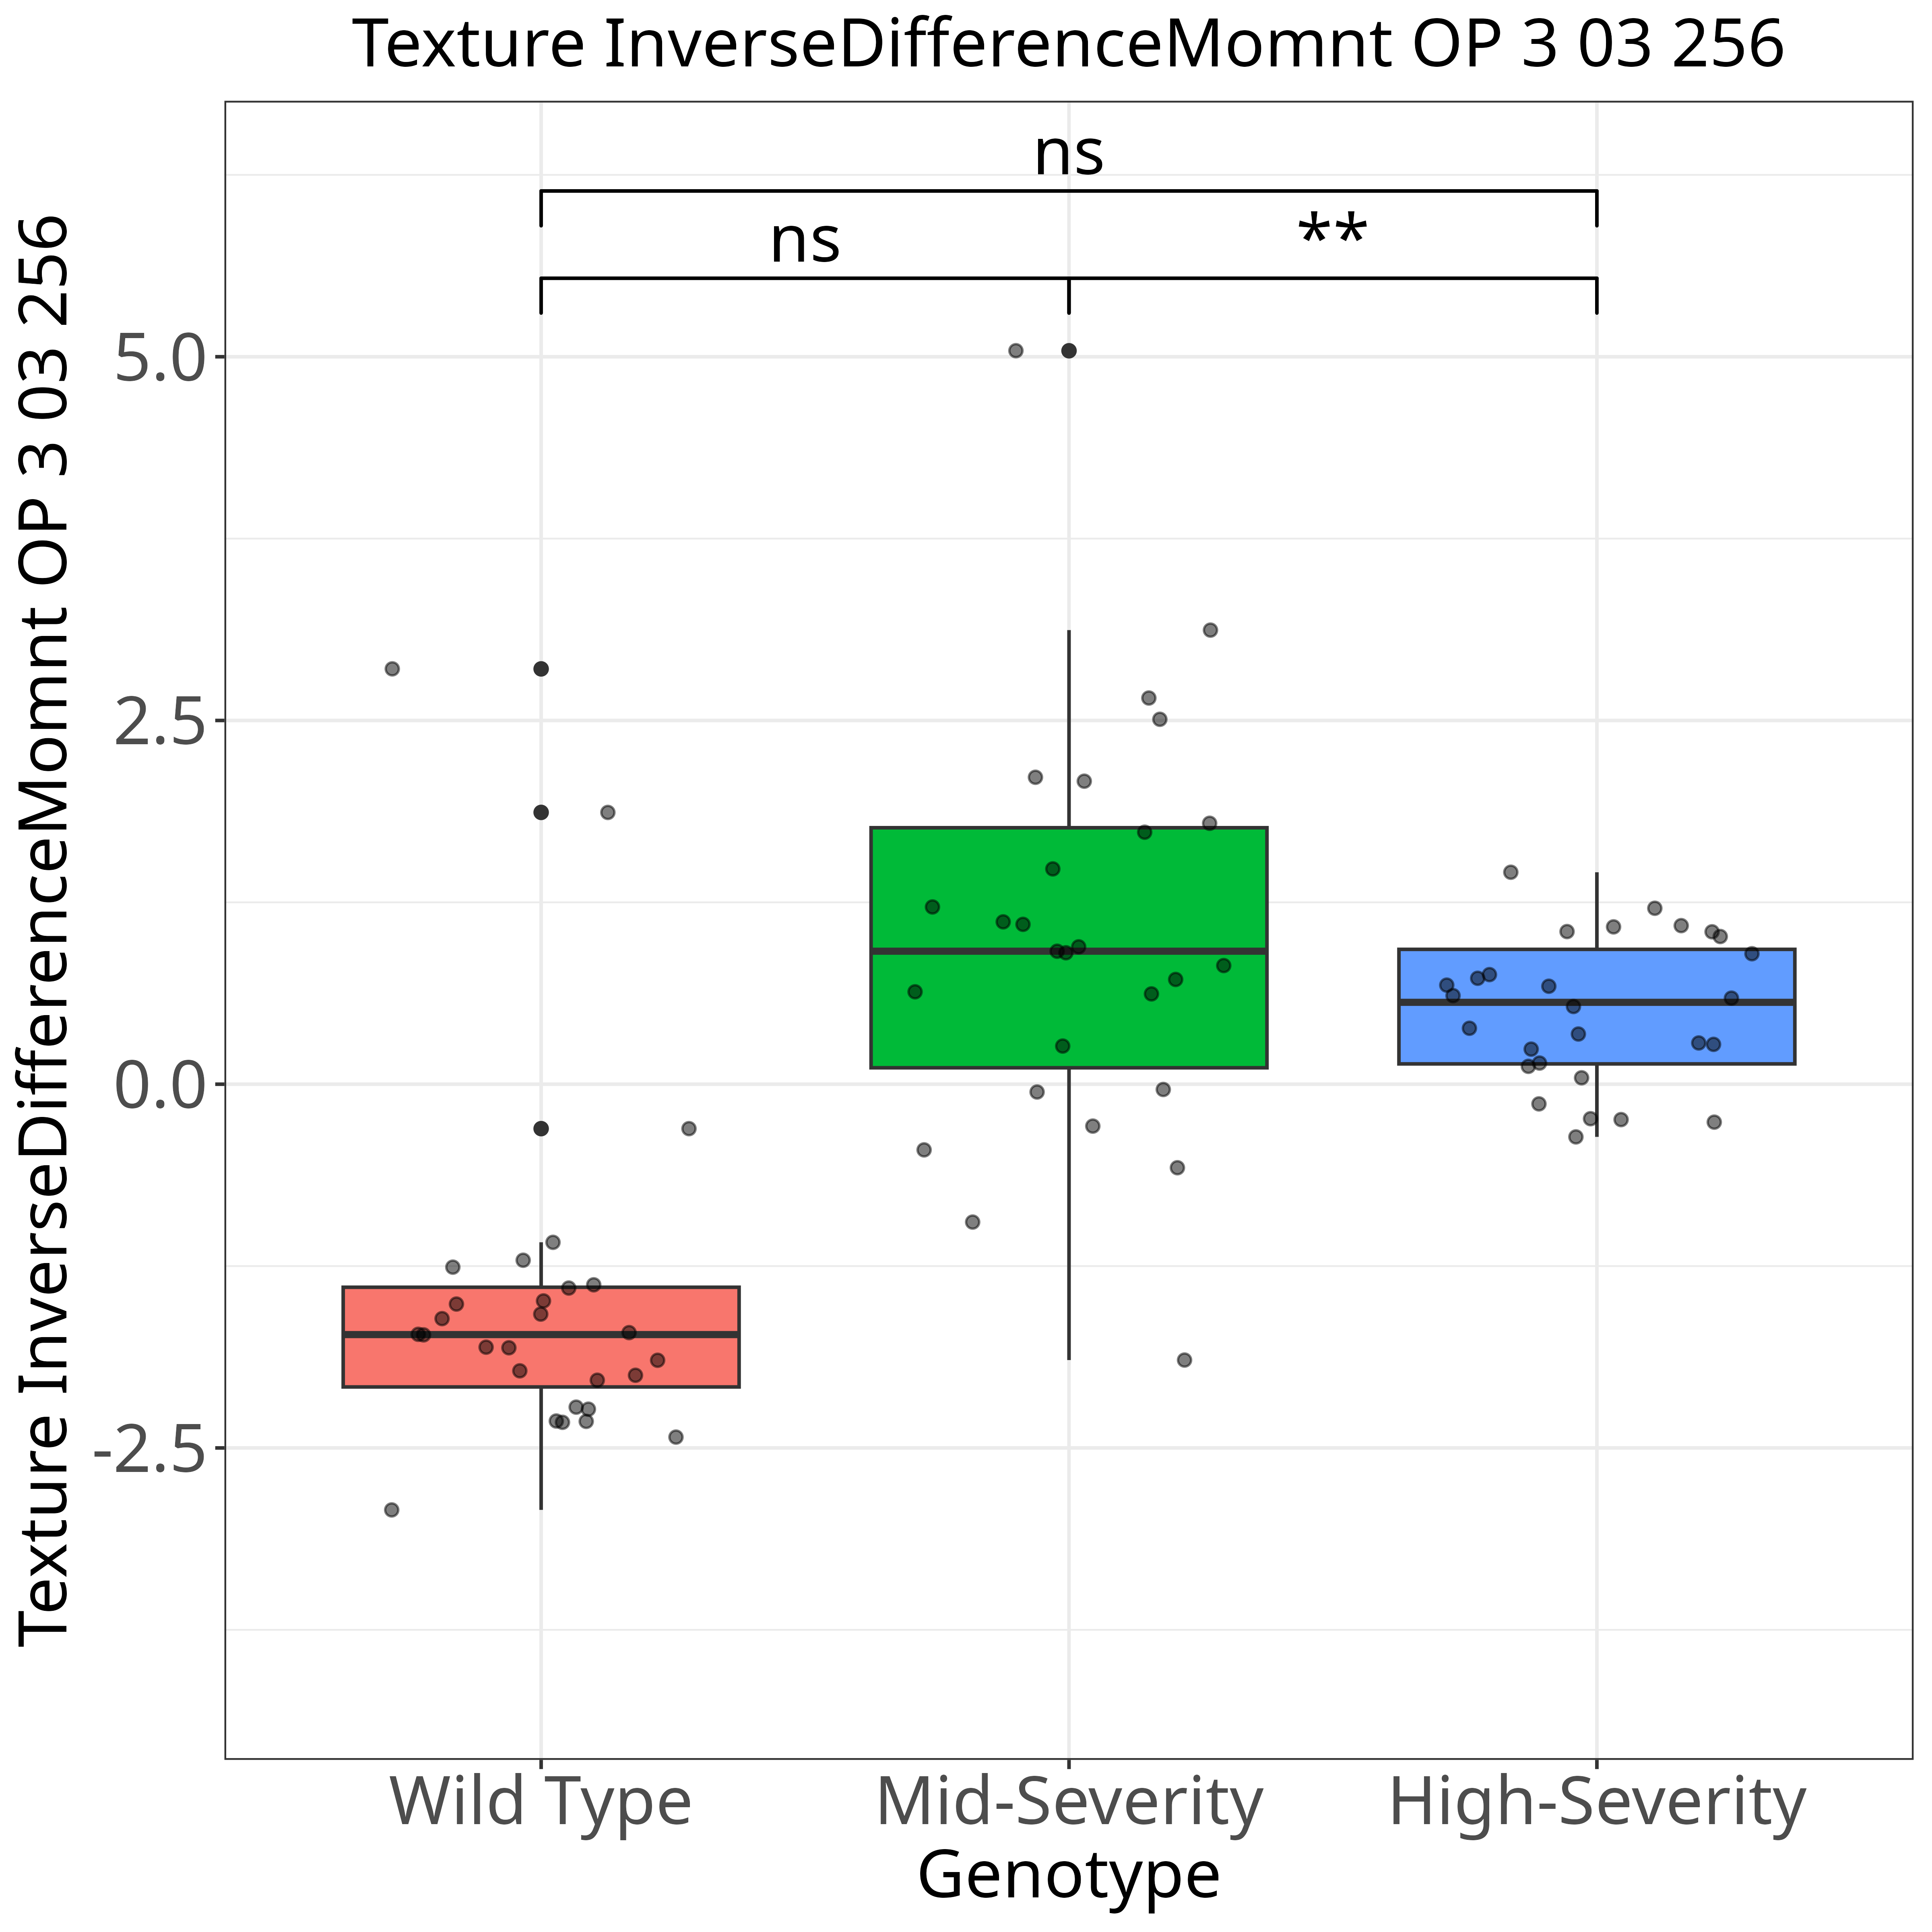 Texture InverseDifferenceMomnt OP 3 03 256
Texture InverseDifferenceMomnt OP 3 03 256
ns
ns
**
5.0
2.5
0.0
-2.5
Wild Type
Mid-Severity
High-Severity
Genotype